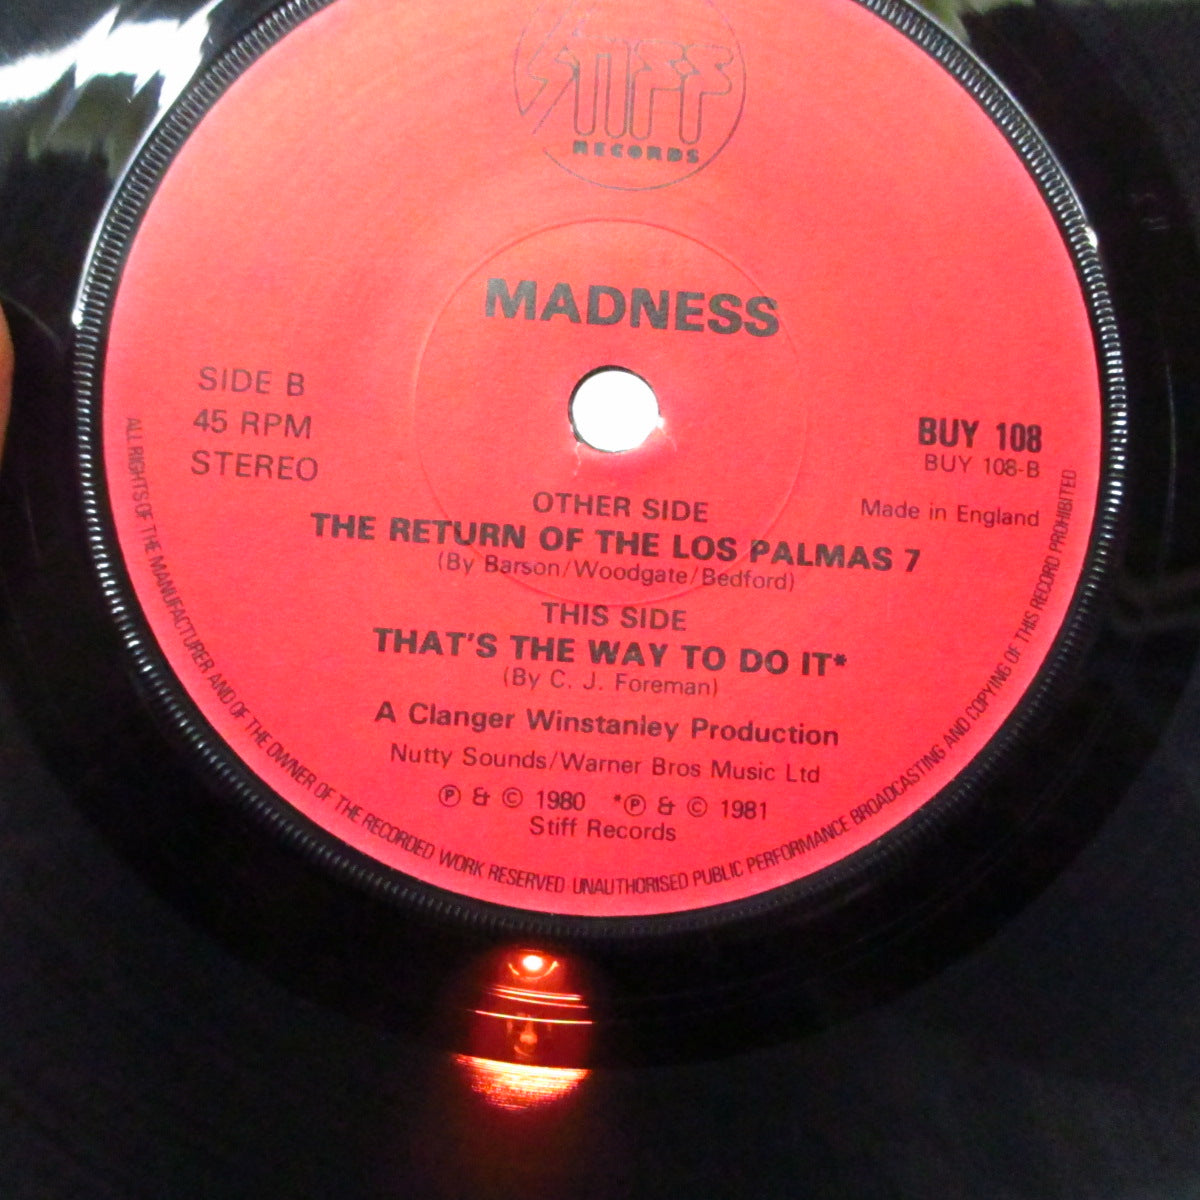 STIFF
RECORDS
MADNESS
SIDE B
45 RPM
STEREO
BUY 108
BUY 108-B
Made in England
OTHER SIDE
THE RETURN OF THE LOS PALMAS 7
(By Barson/Woodgate/Bedford)
THIS SIDE
THAT'S THE WAY TO DO IT*
(By C. J. Foreman)
A Clanger Winstanley Production
Nutty Sounds/Warner Bros Music Ltd
℗ & © 1980 *℗ & © 1981
Stiff Records
ALL RIGHTS OF THE MANUFACTURER AND OF THE OWNER OF THE RECORDED WORK RESERVED · UNAUTHORISED PUBLIC PERFORMANCE BROADCASTING AND COPYING OF THIS RECORD PROHIBITED